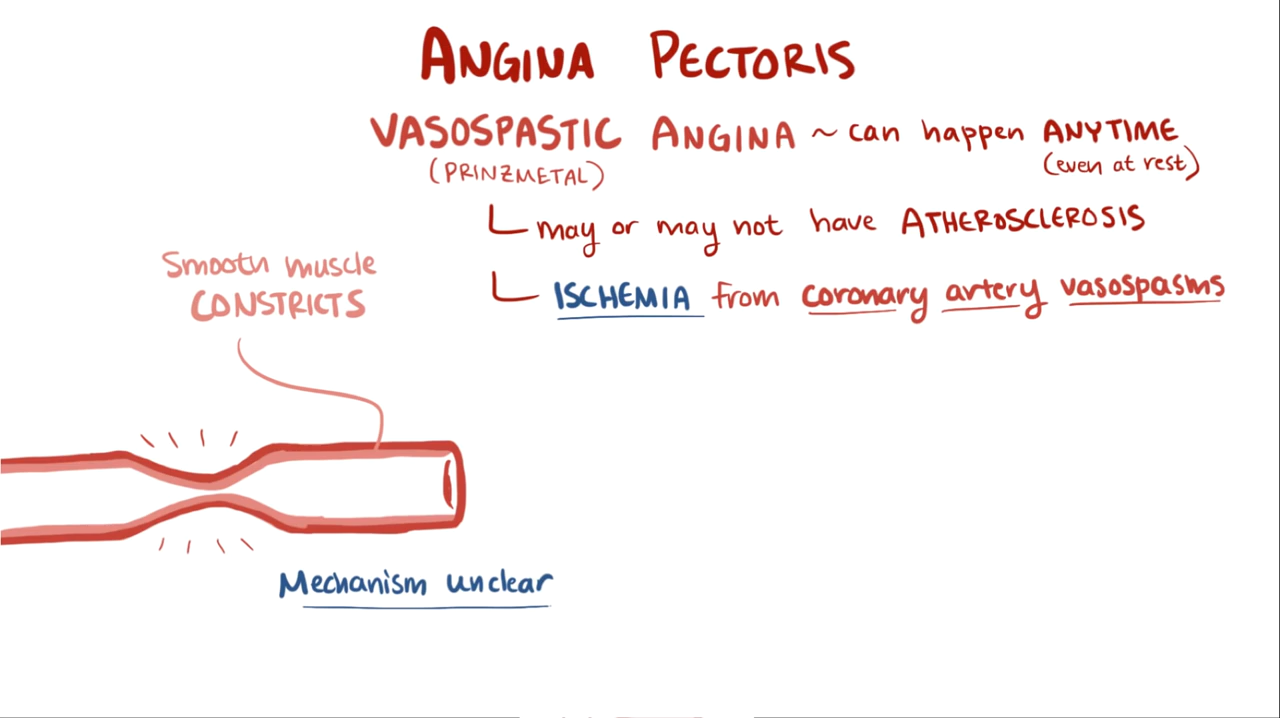 ANGINA PECTORIS
VASOSPASTIC ANGINA ~ can happen ANYTIME
(PRINZMETAL) (even at rest)
may or may not have ATHEROSCLEROSIS
ISCHEMIA from coronary artery vasospasms
Smooth muscle
CONSTRICTS
Mechanism unclear